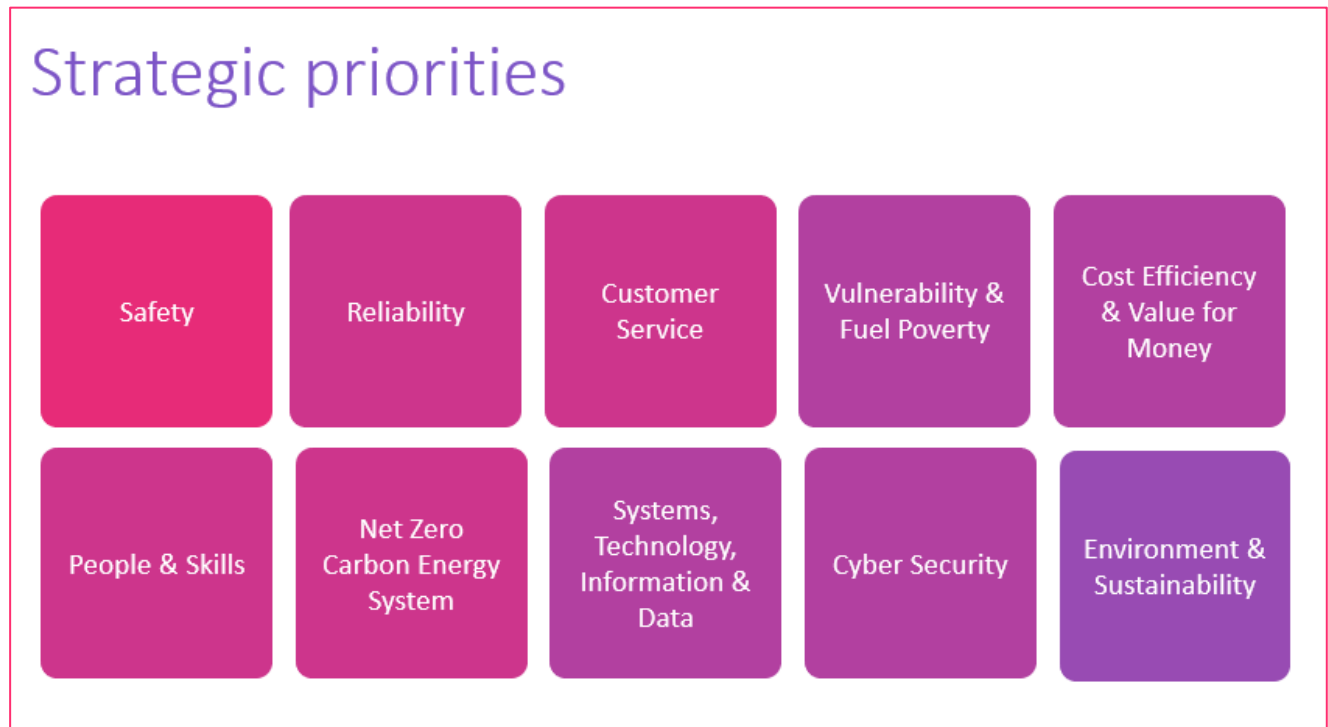 Strategic priorities
Safety
Reliability
Customer
Service
Vulnerability &
Fuel Poverty
Cost Efficiency
& Value for
Money
People & Skills
Net Zero
Carbon Energy
System
Systems,
Technology,
Information &
Data
Cyber Security
Environment &
Sustainability